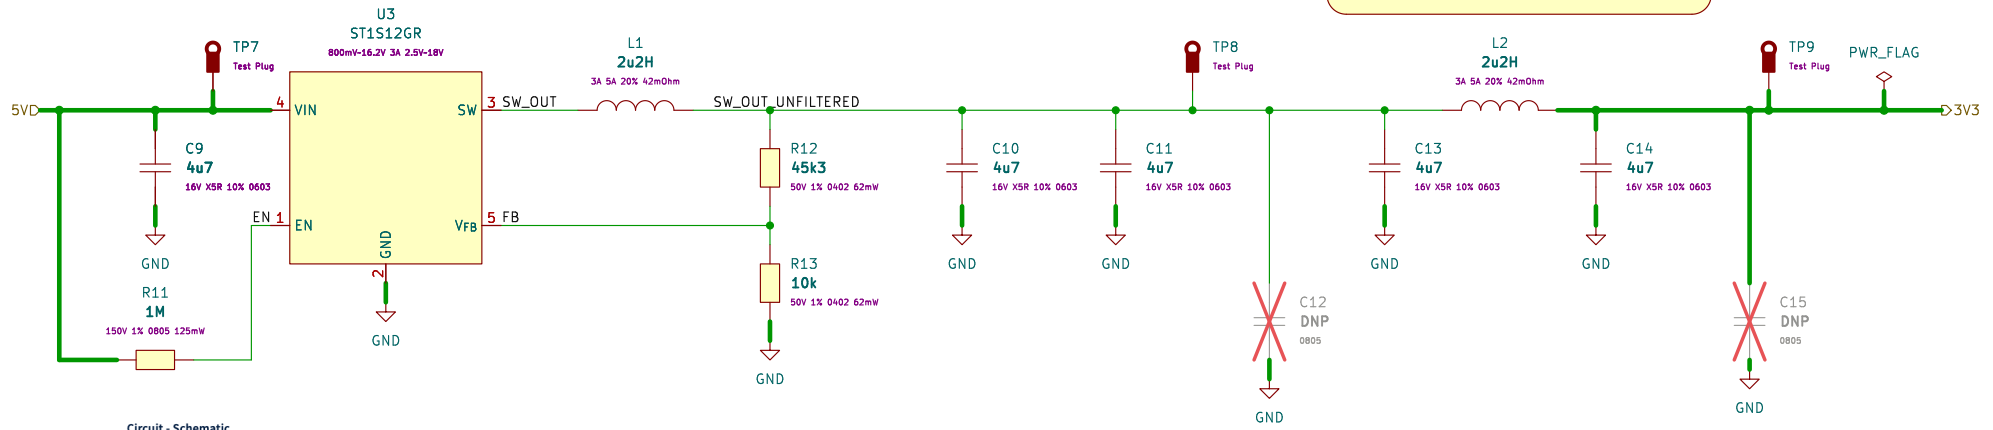 U3
ST1S12GR
800mV-16.2V 3A 2.5V-18V
TP7
Test Plug
L1
2u2H
3A 5A 20% 42mOhm
TP8
Test Plug
L2
2u2H
3A 5A 20% 42mOhm
TP9
Test Plug
PWR_FLAG
5V
4
VIN
SW
3
SW_OUT
SW_OUT_UNFILTERED
3V3
C9
4u7
16V X5R 10% 0603
GND
R12
45k3
50V 1% 0402 62mW
C10
4u7
16V X5R 10% 0603
GND
C11
4u7
16V X5R 10% 0603
GND
C13
4u7
16V X5R 10% 0603
GND
C14
4u7
16V X5R 10% 0603
GND
EN
1
EN
VFB
5
FB
GND
2
GND
R13
10k
50V 1% 0402 62mW
GND
R11
1M
150V 1% 0805 125mW
C12
DNP
0805
GND
C15
DNP
0805
GND
Circuit - Schematic